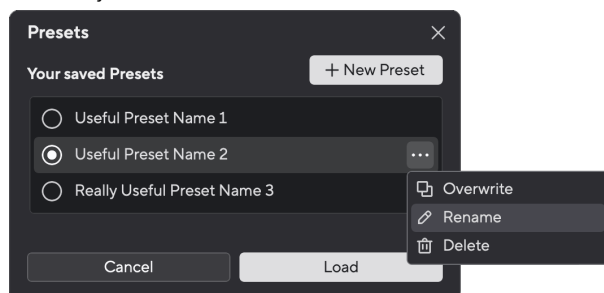 Presets
Your saved Presets
+ New Preset
Useful Preset Name 1
Useful Preset Name 2
Really Useful Preset Name 3
Overwrite
Rename
Delete
Cancel
Load